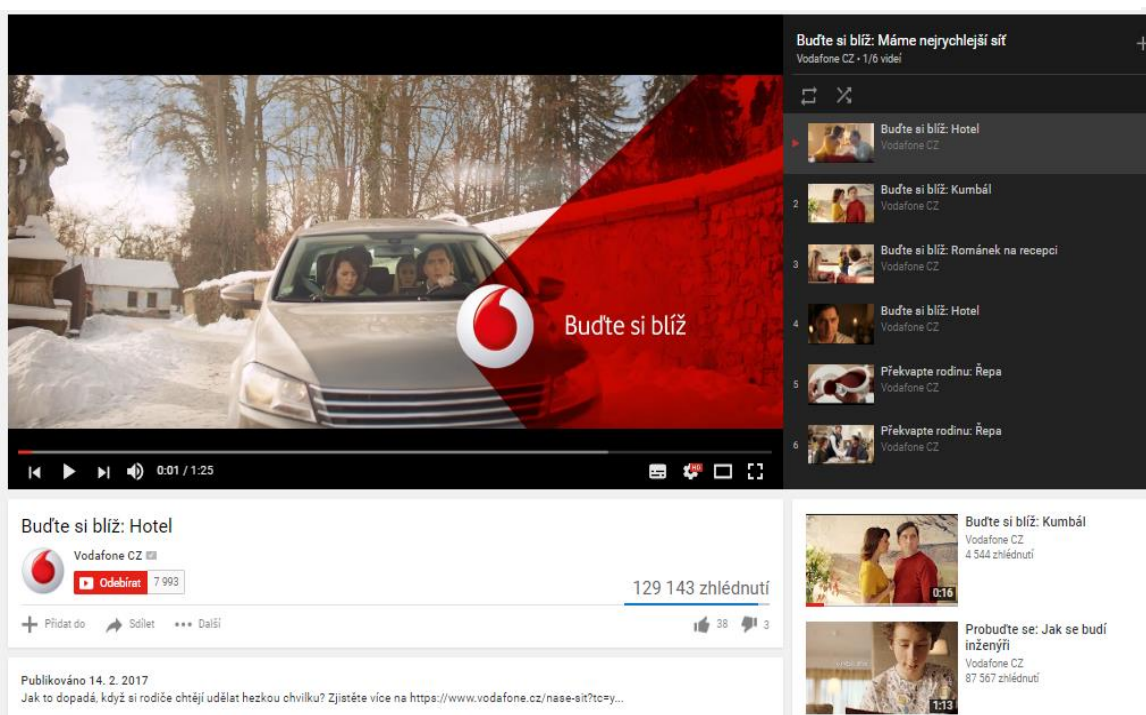 Buďte si blíž
0:01 / 1:25
HD
Buďte si blíž: Máme nejrychlejší síť
Vodafone CZ • 1/6 videí
Buďte si blíž: Hotel
Vodafone CZ
2
Buďte si blíž: Kumbál
Vodafone CZ
3
Buďte si blíž: Románek na recepci
Vodafone CZ
4
Buďte si blíž: Hotel
Vodafone CZ
5
Překvapte rodinu: Řepa
Vodafone CZ
6
Překvapte rodinu: Řepa
Vodafone CZ
Buďte si blíž: Hotel
Vodafone CZ
Odebírat 7 993
129 143 zhlédnutí
Přidat do Sdílet Další
38 3
Publikováno 14. 2. 2017
Jak to dopadá, když si rodiče chtějí udělat hezkou chvilku? Zjistěte více na https://www.vodafone.cz/nase-sit?tc=y...
0:16
Buďte si blíž: Kumbál
Vodafone CZ
4 544 zhlédnutí
1:13
Probuďte se: Jak se budí
inženýři
Vodafone CZ
87 567 zhlédnutí